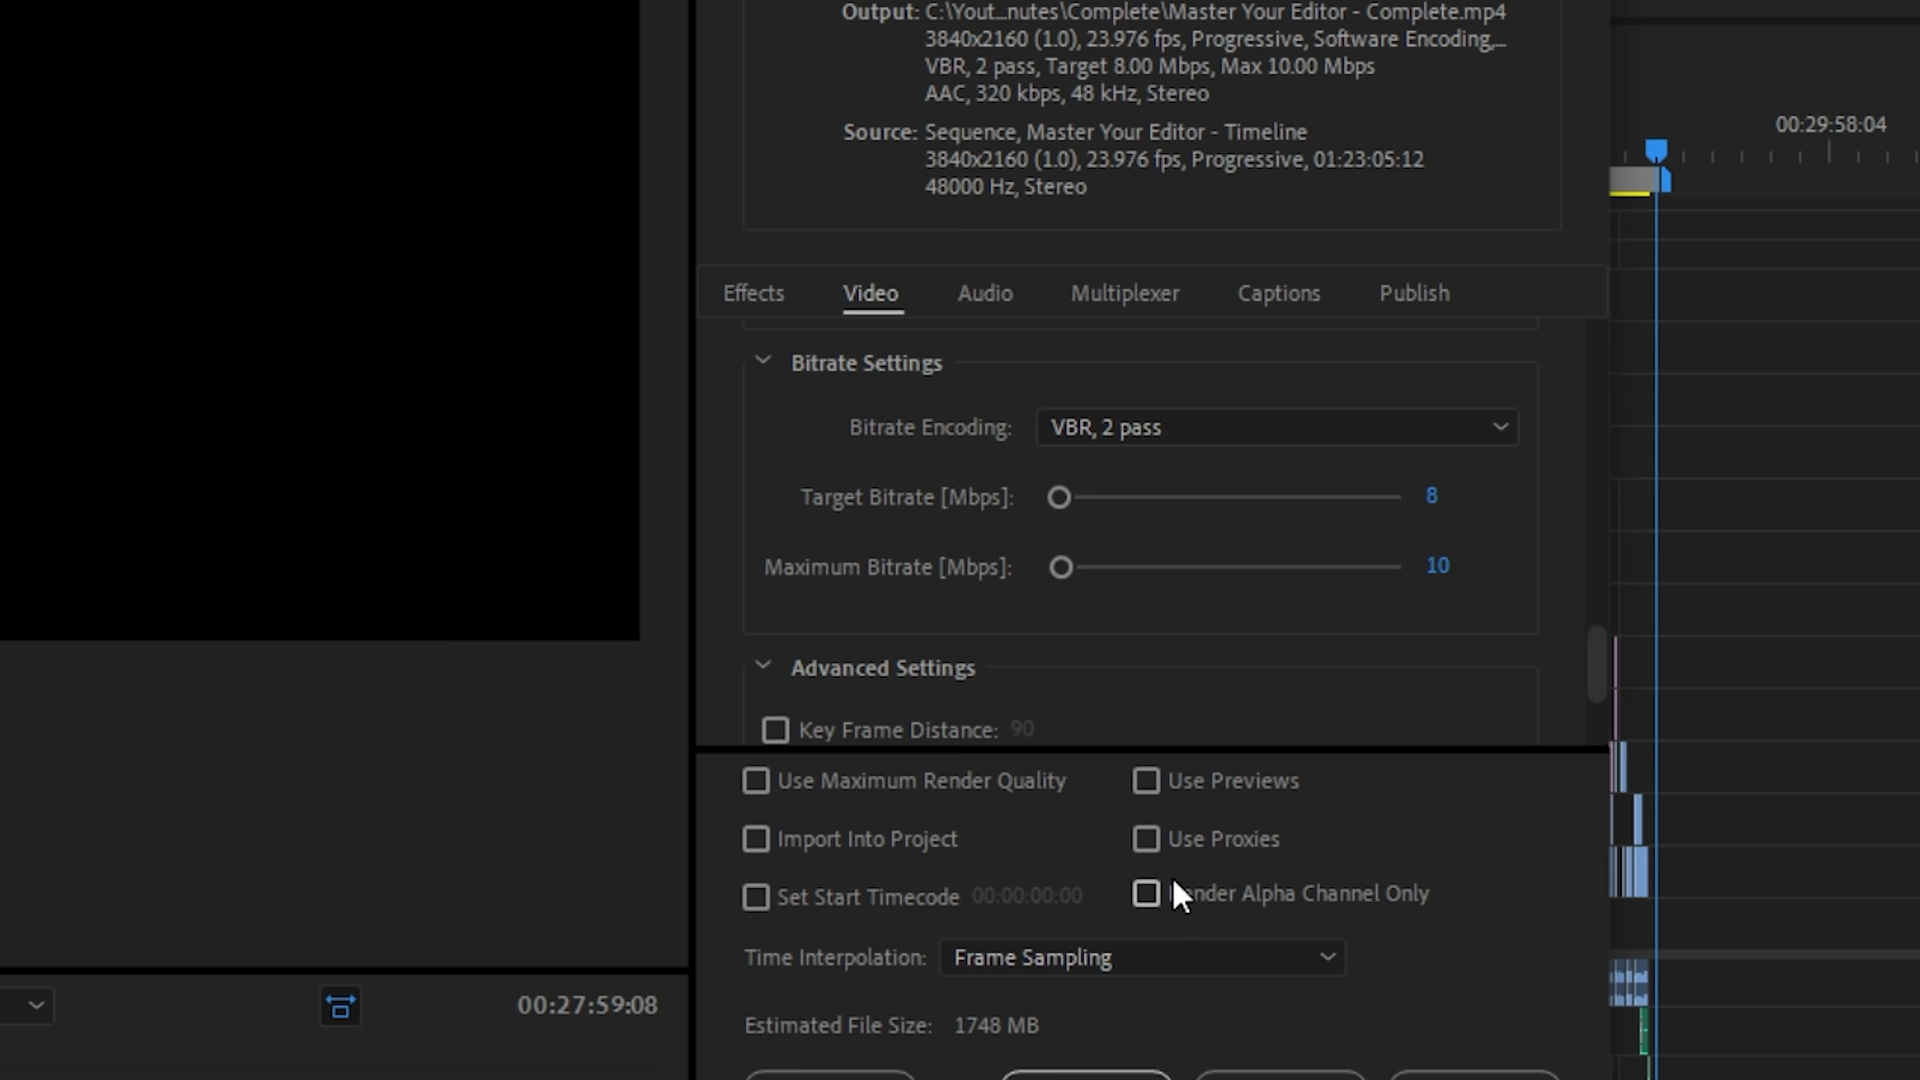 Output: C:\Yout...nutes\Complete\Master Your Editor - Complete.mp4
3840x2160 (1.0), 23.976 fps, Progressive, Software Encoding,...
VBR, 2 pass, Target 8.00 Mbps, Max 10.00 Mbps
AAC, 320 kbps, 48 kHz, Stereo
Source: Sequence, Master Your Editor - Timeline
3840x2160 (1.0), 23.976 fps, Progressive, 01:23:05:12
48000 Hz, Stereo
00:29:58:04
Effects Video Audio Multiplexer Captions Publish
Bitrate Settings
Bitrate Encoding: VBR, 2 pass
Target Bitrate [Mbps]: 8
Maximum Bitrate [Mbps]: 10
Advanced Settings
Key Frame Distance: 90
Use Maximum Render Quality Use Previews
Import Into Project Use Proxies
Set Start Timecode 00:00:00:00 Render Alpha Channel Only
Time Interpolation: Frame Sampling
00:27:59:08
Estimated File Size: 1748 MB